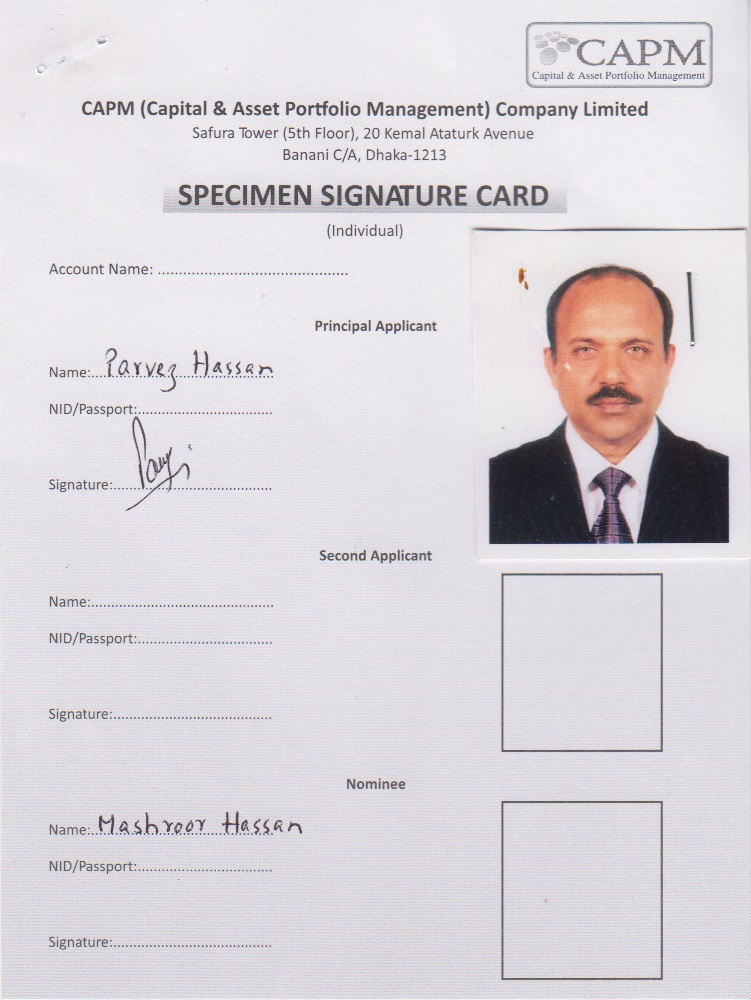 CAPM
Capital & Asset Portfolio Management
CAPM (Capital & Asset Portfolio Management) Company Limited
Safura Tower (5th Floor), 20 Kemal Ataturk Avenue
Banani C/A, Dhaka-1213
SPECIMEN SIGNATURE CARD
(Individual)
Account Name: ............................................
Principal Applicant
Name: Parvez Hassan
NID/Passport:................................
Signature:......................................
Second Applicant
Name:...........................................
NID/Passport:................................
Signature:......................................
Nominee
Name: Mashroor Hassan
NID/Passport:................................
Signature:......................................